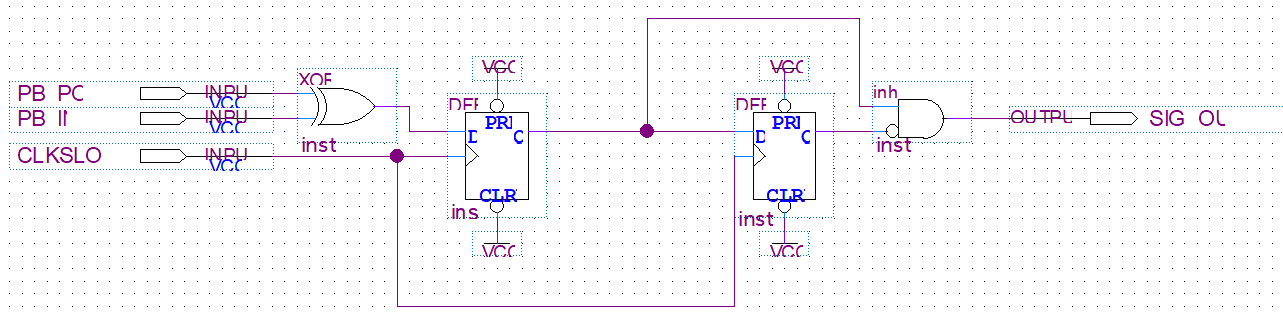 XOF
PB PC
INPU
VCC
PB II
INPU
VCC
CLKSLO
INPU
VCC
inst
VCC
DFF
PRI
D
C
CLR
ins
VCC
VCC
DFF
PRI
D
C
CLR
inst
VCC
inh
inst
OUTPU
SIG OU